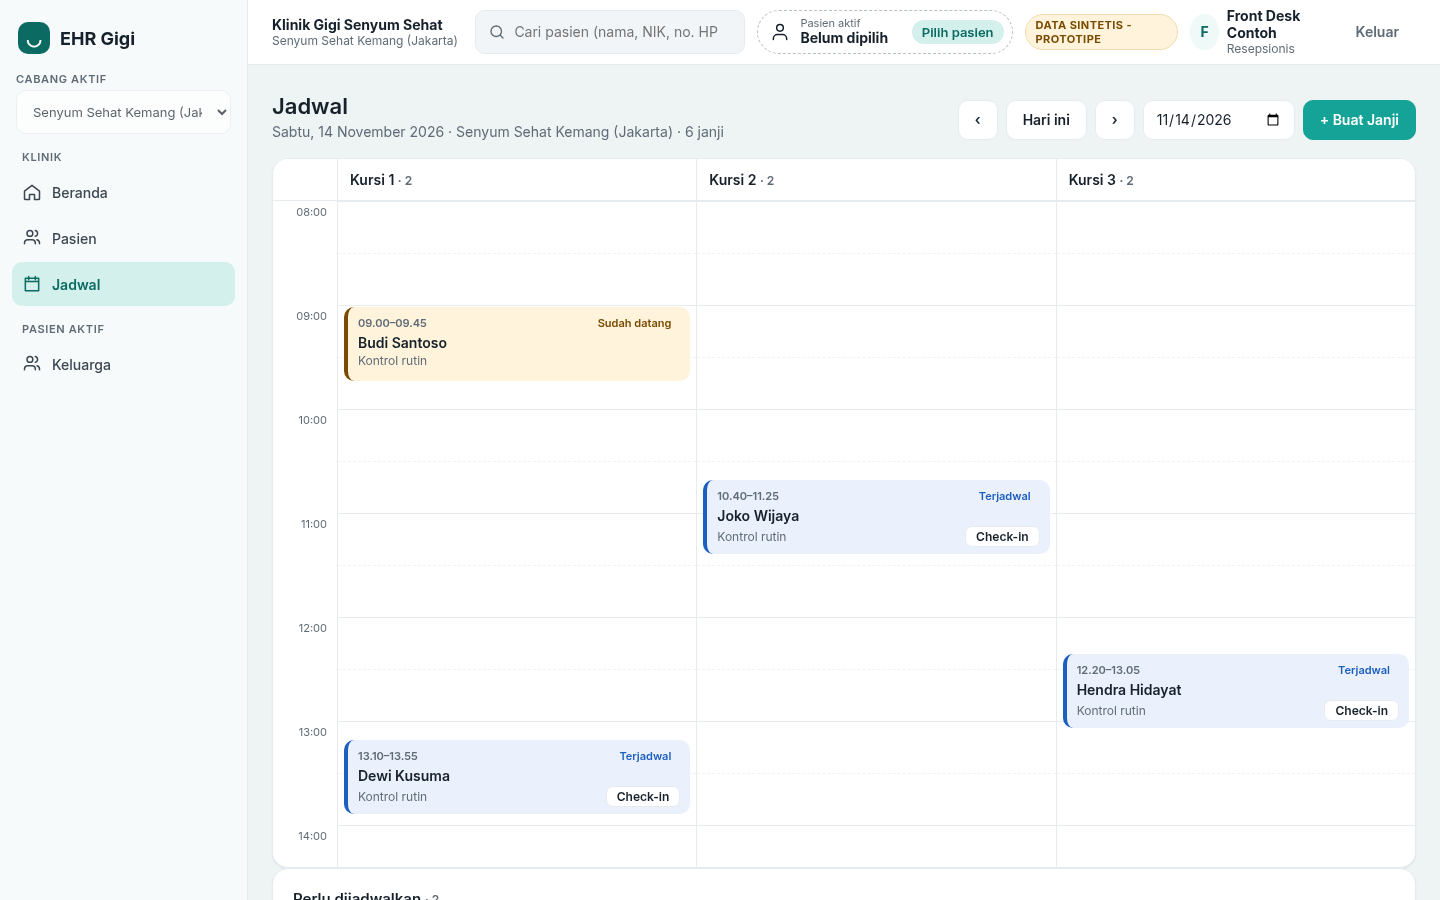 EHR Gigi
CABANG AKTIF
Senyum Sehat Kemang (Jak
KLINIK
Beranda
Pasien
Jadwal
PASIEN AKTIF
Keluarga
Klinik Gigi Senyum Sehat
Senyum Sehat Kemang (Jakarta)
Cari pasien (nama, NIK, no. HP
Pasien aktif
Belum dipilih
Pilih pasien
DATA SINTETIS -
PROTOTIPE
F
Front Desk
Contoh
Resepsionis
Keluar
Jadwal
Sabtu, 14 November 2026 · Senyum Sehat Kemang (Jakarta) · 6 janji
‹
Hari ini
›
11/14/2026
+ Buat Janji
Kursi 1 · 2
Kursi 2 · 2
Kursi 3 · 2
08:00
09:00
09.00–09.45
Sudah datang
Budi Santoso
Kontrol rutin
10:00
10.40–11.25
Terjadwal
Joko Wijaya
Kontrol rutin
Check-in
11:00
12:00
12.20–13.05
Terjadwal
Hendra Hidayat
Kontrol rutin
Check-in
13:00
13.10–13.55
Terjadwal
Dewi Kusuma
Kontrol rutin
Check-in
14:00
Perlu dijadwalkan · 2